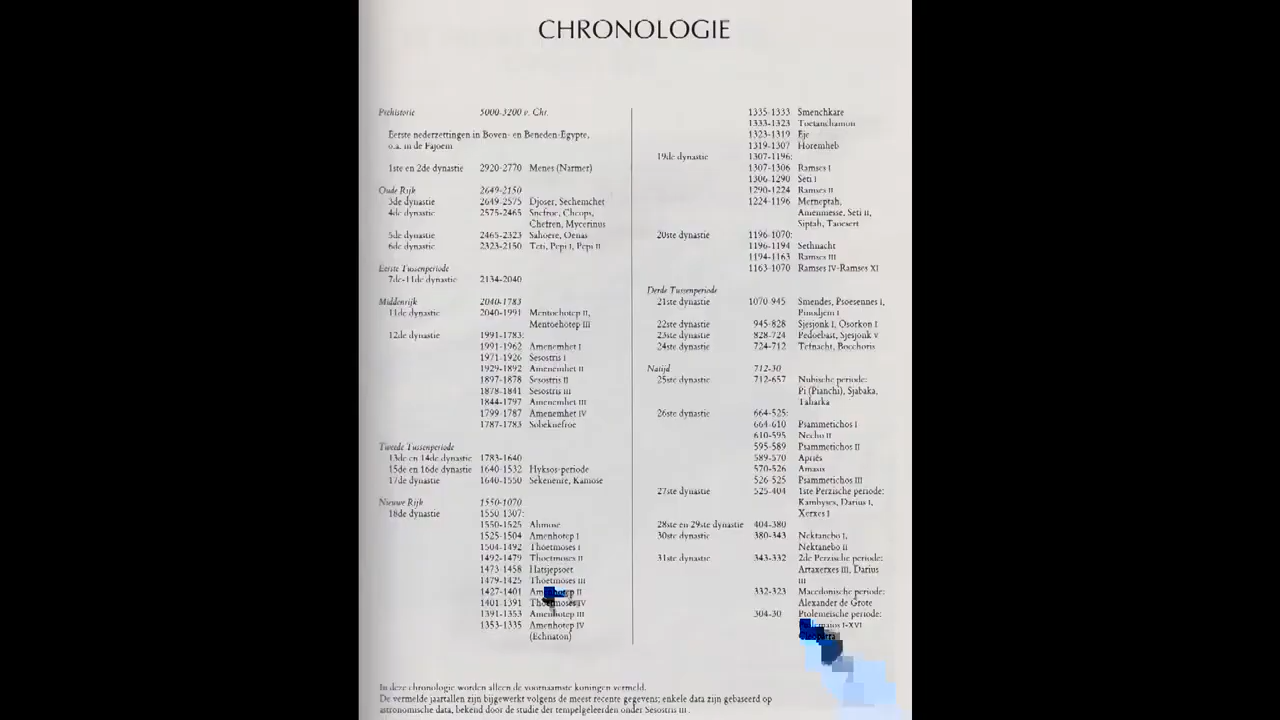 CHRONOLOGIE
Prehistorie 5000-3200 v. Chr.
Eerste nederzettingen in Boven- en Beneden-Egypte,
o.a. in de Fajoem
1ste en 2de dynastie 2920-2770 Menes (Narmer)
Oude Rijk 2649-2150
3de dynastie 2649-2575 Djoser, Sechemchet
4de dynastie 2575-2465 Snefroe, Cheops,
Chefren, Mycerinus
5de dynastie 2465-2323 Sahoere, Oenas
6de dynastie 2323-2150 Teti, Pepi I, Pepi II
Eerste Tussenperiode
7de-11de dynastie 2134-2040
Middenrijk 2040-1783
11de dynastie 2040-1991 Mentoehotep II,
Mentoehotep III
12de dynastie 1991-1783:
1991-1962 Amenemhet I
1971-1926 Sesostris I
1929-1892 Amenemhet II
1897-1878 Sesostris II
1878-1841 Sesostris III
1844-1797 Amenemhet III
1799-1787 Amenemhet IV
1787-1783 Sobeknefroe
Tweede Tussenperiode
13de en 14de dynastie 1783-1640
15de en 16de dynastie 1640-1532 Hyksos-periode
17de dynastie 1640-1550 Sekenenre, Kamose
Nieuwe Rijk 1550-1070
18de dynastie 1550-1307:
1550-1525 Ahmose
1525-1504 Amenhotep I
1504-1492 Thoetmoses I
1492-1479 Thoetmoses II
1473-1458 Hatsjepsoet
1479-1425 Thoetmoses III
1427-1401 Amenhotep II
1401-1391 Thoetmoses IV
1391-1353 Amenhotep III
1353-1335 Amenhotep IV
(Echnaton)
1335-1333 Smenchkare
1333-1323 Toetanchamon
1323-1319 Eje
1319-1307 Horemheb
19de dynastie 1307-1196:
1307-1306 Ramses I
1306-1290 Seti I
1290-1224 Ramses II
1224-1196 Merneptah,
Amenmesse, Seti II,
Siptah, Taoesert
20ste dynastie 1196-1070:
1196-1194 Sethnacht
1194-1163 Ramses III
1163-1070 Ramses IV-Ramses XI
Derde Tussenperiode
21ste dynastie 1070-945 Smendes, Psoesennes I,
Pinodjem I
22ste dynastie 945-828 Sjesjonk I, Osorkon I
23ste dynastie 828-724 Pedoebast, Sjesjonk V
24ste dynastie 724-712 Tefnacht, Bocchoris
Natijd 712-30
25ste dynastie 712-657 Nubische periode:
Pi (Pianchi), Sjabaka,
Taharka
26ste dynastie 664-525:
664-610 Psammetichos I
610-595 Necho II
595-589 Psammetichos II
589-570 Apriës
570-526 Amasis
526-525 Psammetichos III
27ste dynastie 525-404 1ste Perzische periode:
Kambyses, Darius I,
Xerxes I
28ste en 29ste dynastie 404-380
30ste dynastie 380-343 Nektanebo I,
Nektanebo II
31ste dynastie 343-332 2de Perzische periode:
Artaxerxes III, Darius
III
332-323 Macedonische periode:
Alexander de Grote
304-30 Ptolemeïsche periode:
Ptolemaios I-XVI
Cleopatra
In deze chronologie worden alleen de voornaamste koningen vermeld.
De vermelde jaartallen zijn bijgewerkt volgens de meest recente gegevens; enkele data zijn gebaseerd op
astronomische data, bekend door de studie der tempelgeleerden onder Sesostris III.